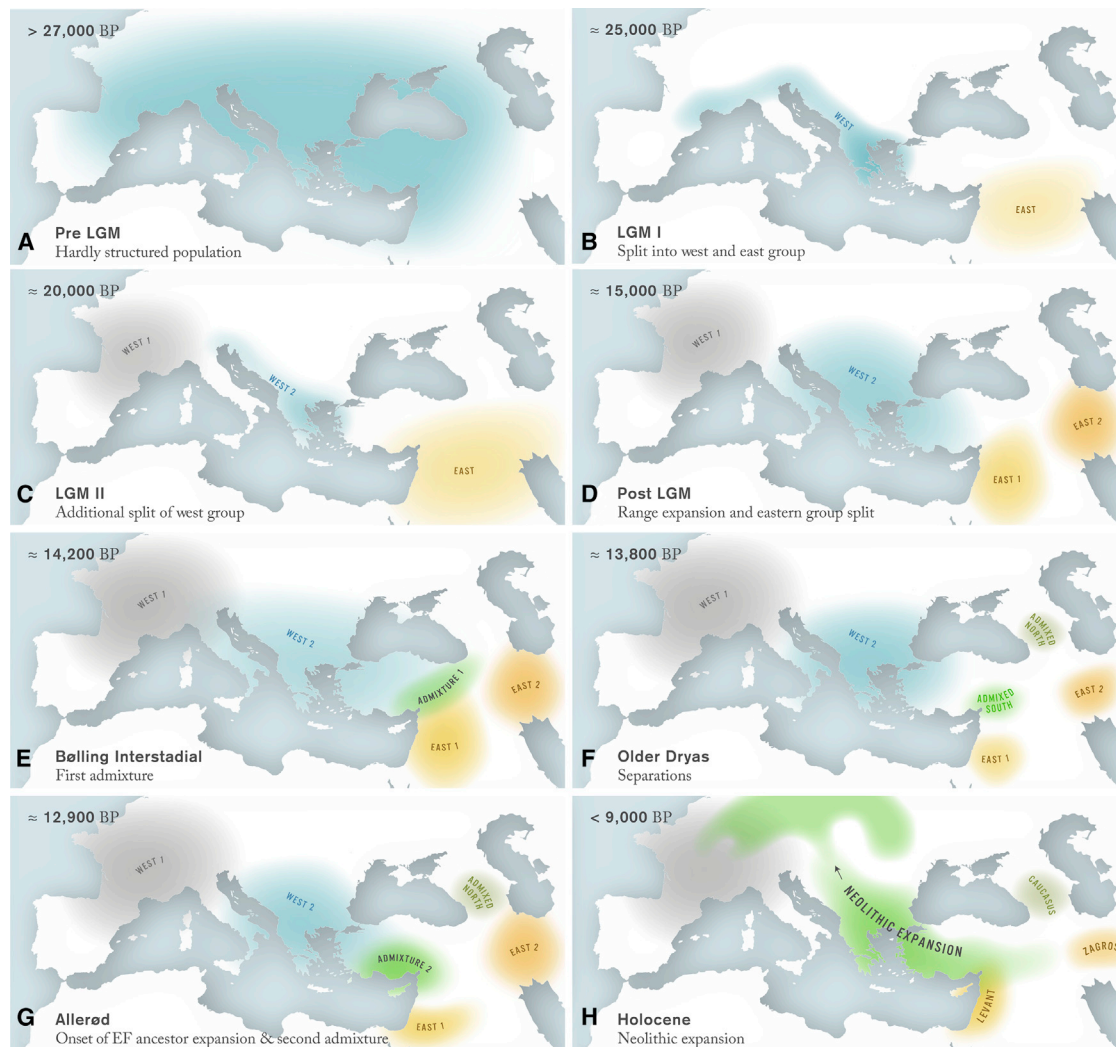 > 27,000 BP
A
Pre LGM
Hardly structured population
≈ 25,000 BP
WEST
EAST
B
LGM I
Split into west and east group
≈ 20,000 BP
WEST 1
WEST 2
EAST
C
LGM II
Additional split of west group
≈ 15,000 BP
WEST 1
WEST 2
EAST 2
EAST 1
D
Post LGM
Range expansion and eastern group split
≈ 14,200 BP
WEST 1
WEST 2
ADMIXTURE 1
EAST 2
EAST 1
E
Bølling Interstadial
First admixture
≈ 13,800 BP
WEST 1
WEST 2
ADMIXED
NORTH
ADMIXED
SOUTH
EAST 2
EAST 1
F
Older Dryas
Separations
≈ 12,900 BP
WEST 1
WEST 2
ADMIXED
NORTH
ADMIXTURE 2
EAST 2
EAST 1
G
Allerød
Onset of EF ancestor expansion & second admixture
< 9,000 BP
NEOLITHIC EXPANSION
CAUCASUS
ZAGROS
LEVANT
H
Holocene
Neolithic expansion